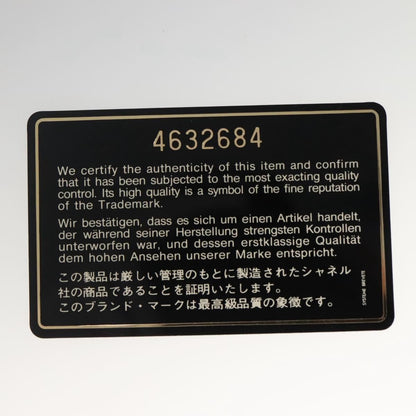 4632684
We certify the authenticity of this item and confirm
that it has been subjected to the most exacting quality
control. Its high quality is a symbol of the fine reputation
of the Trademark.
Wir bestätigen, dass es sich um einen Artikel handelt,
der während seiner Herstellung strengsten Kontrollen
unterworfen war, und dessen erstklassige Qualität
dem hohen Ansehen unserer Marke entspricht.
この製品は厳しい管理のもとに製造されたシャネル
社の商品であることを証明いたします。
このブランド・マークは最高級品質の象徴です。